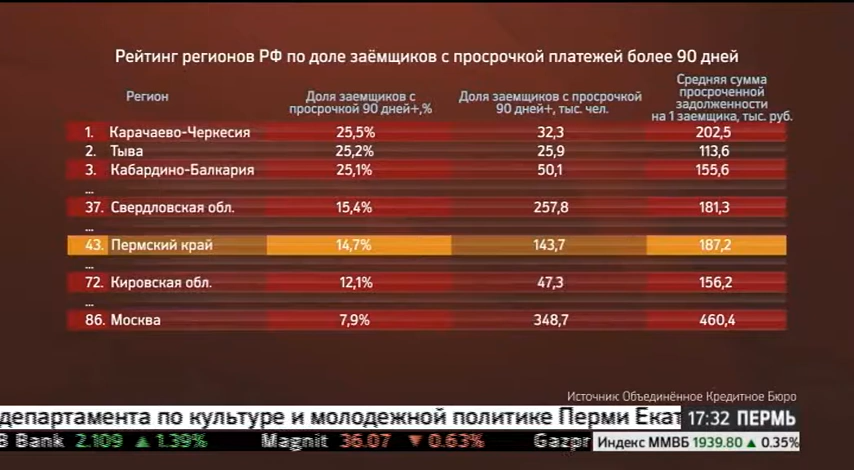 Рейтинг регионов РФ по доле заёмщиков с просрочкой платежей более 90 дней
Регион
Доля заемщиков с
просрочкой 90 дней+,%
Доля заемщиков с просрочкой
90 дней+, тыс. чел.
Средняя сумма
просроченной
задолженности
на 1 заемщика, тыс. руб.
1. Карачаево-Черкесия 25,5% 32,3 202,5
2. Тыва 25,2% 25,9 113,6
3. Кабардино-Балкария 25,1% 50,1 155,6
...
37. Свердловская обл. 15,4% 257,8 181,3
...
43. Пермский край 14,7% 143,7 187,2
...
72. Кировская обл. 12,1% 47,3 156,2
...
86. Москва 7,9% 348,7 460,4
Источник: Объединённое Кредитное Бюро
департамента по культуре и молодежной политике Перми Екат 17:32 ПЕРМЬ
B Bank 2.109 ▲ 1.39% Magnit 36.07 ▼ 0.63% Gazpr Индекс ММВБ 1939.80 ▲ 0.35%